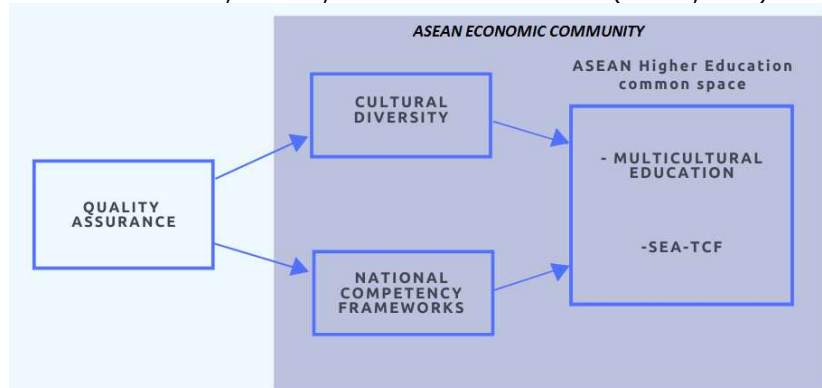 ASEAN ECONOMIC COMMUNITY
ASEAN Higher Education
common space
CULTURAL
DIVERSITY
- MULTICULTURAL
EDUCATION
QUALITY
ASSURANCE
-SEA-TCF
NATIONAL
COMPETENCY
FRAMEWORKS